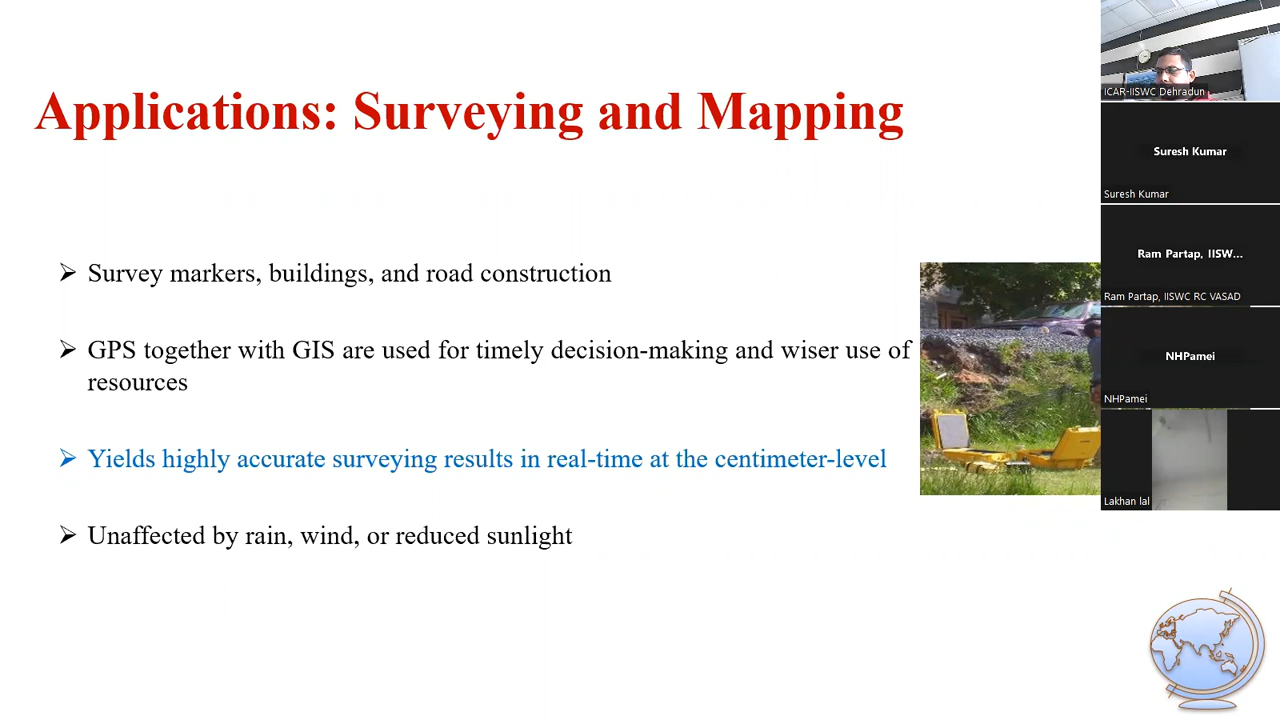 Applications: Surveying and Mapping
➢ Survey markers, buildings, and road construction
➢ GPS together with GIS are used for timely decision-making and wiser use of
resources
➢ Yields highly accurate surveying results in real-time at the centimeter-level
➢ Unaffected by rain, wind, or reduced sunlight
ICAR-IISWC Dehradun
Suresh Kumar
Suresh Kumar
Ram Partap, IISW...
Ram Partap, IISWC RC VASAD
NHPamei
NHPamei
Lakhan lal